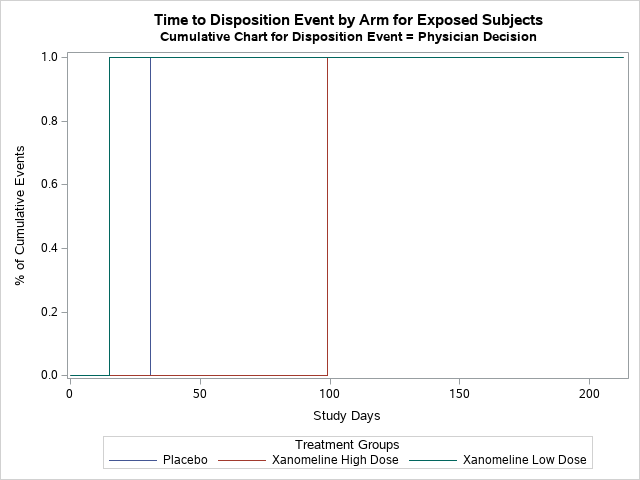 Time to Disposition Event by Arm for Exposed Subjects
Cumulative Chart for Disposition Event = Physician Decision
1.0
0.8
0.6
0.4
0.2
0.0
% of Cumulative Events
0 50 100 150 200
Study Days
Treatment Groups
Placebo Xanomeline High Dose Xanomeline Low Dose